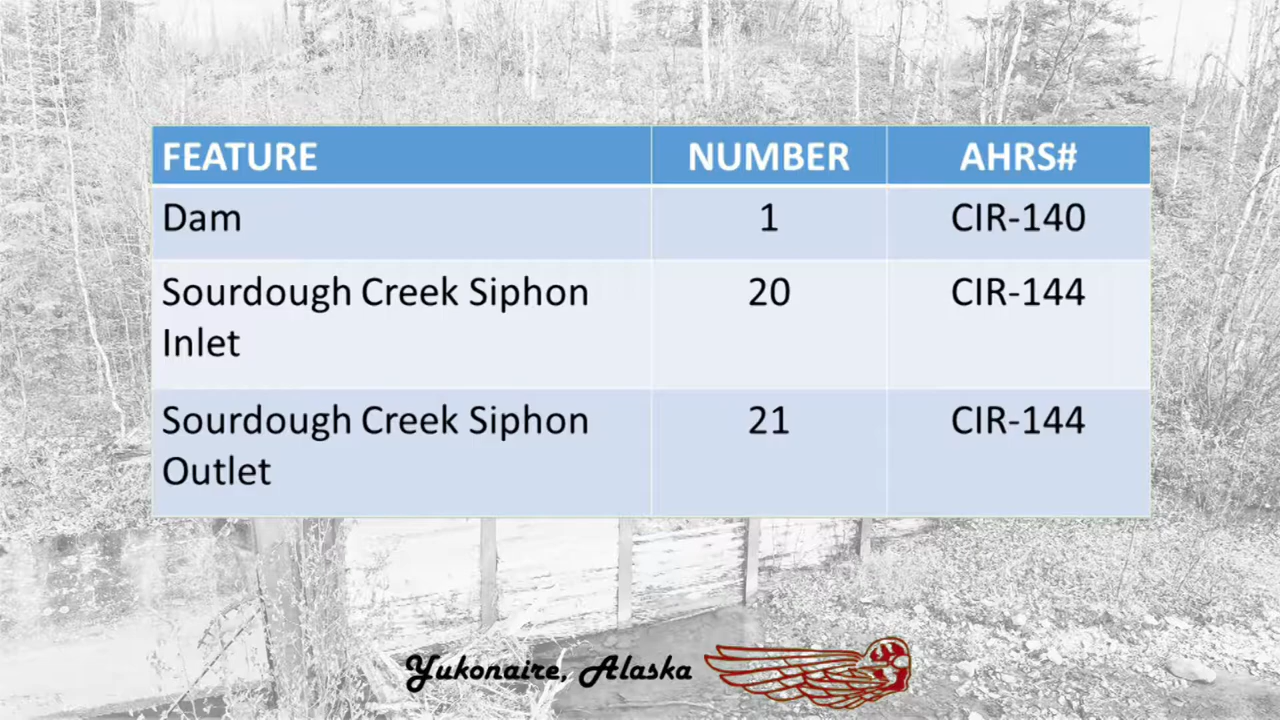 FEATURE NUMBER AHRS#
Dam 1 CIR-140
Sourdough Creek Siphon 20 CIR-144
Inlet
Sourdough Creek Siphon 21 CIR-144
Outlet
Yukonaire, Alaska